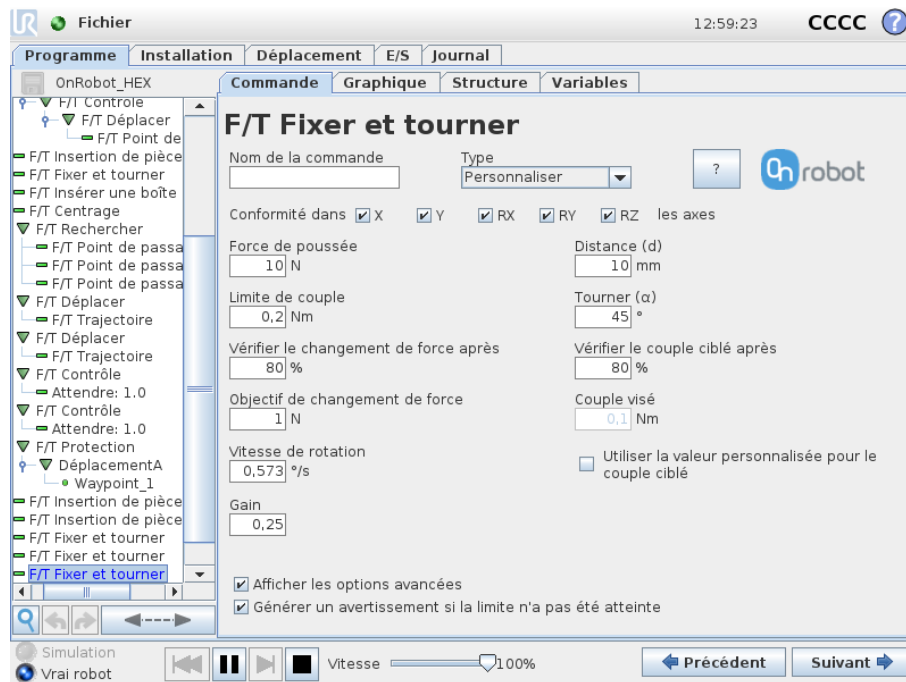 Fichier 12:59:23 CCCC ?
Programme Installation Déplacement E/S Journal
OnRobot_HEX
Commande Graphique Structure Variables
F/T Contrôle
F/T Déplacer
F/T Point de
F/T Insertion de pièce
F/T Fixer et tourner
F/T Insérer une boîte
F/T Centrage
F/T Rechercher
F/T Point de passa
F/T Point de passa
F/T Point de passa
F/T Déplacer
F/T Trajectoire
F/T Déplacer
F/T Trajectoire
F/T Contrôle
Attendre: 1.0
F/T Contrôle
Attendre: 1.0
F/T Protection
DéplacementA
Waypoint_1
F/T Insertion de pièce
F/T Insertion de pièce
F/T Fixer et tourner
F/T Fixer et tourner
F/T Fixer et tourner
F/T Fixer et tourner
Nom de la commande Type
Personnaliser ? On robot
Conformité dans X Y RX RY RZ les axes
Force de poussée Distance (d)
10 N 10 mm
Limite de couple Tourner (α)
0,2 Nm 45 °
Vérifier le changement de force après Vérifier le couple ciblé après
80 % 80 %
Objectif de changement de force Couple visé
1 N 0,1 Nm
Vitesse de rotation Utiliser la valeur personnalisée pour le
0,573 °/s couple ciblé
Gain
0,25
Afficher les options avancées
Générer un avertissement si la limite n'a pas été atteinte
Simulation
Vrai robot
Vitesse 100%
Précédent Suivant